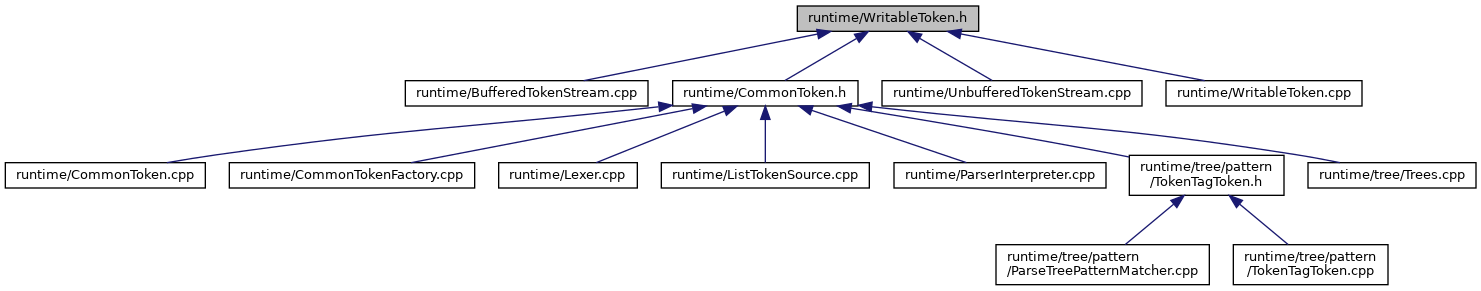 runtime/WritableToken.h
runtime/BufferedTokenStream.cpp
runtime/CommonToken.h
runtime/UnbufferedTokenStream.cpp
runtime/WritableToken.cpp
runtime/CommonToken.cpp
runtime/CommonTokenFactory.cpp
runtime/Lexer.cpp
runtime/ListTokenSource.cpp
runtime/ParserInterpreter.cpp
runtime/tree/pattern
/TokenTagToken.h
runtime/tree/Trees.cpp
runtime/tree/pattern
/ParseTreePatternMatcher.cpp
runtime/tree/pattern
/TokenTagToken.cpp